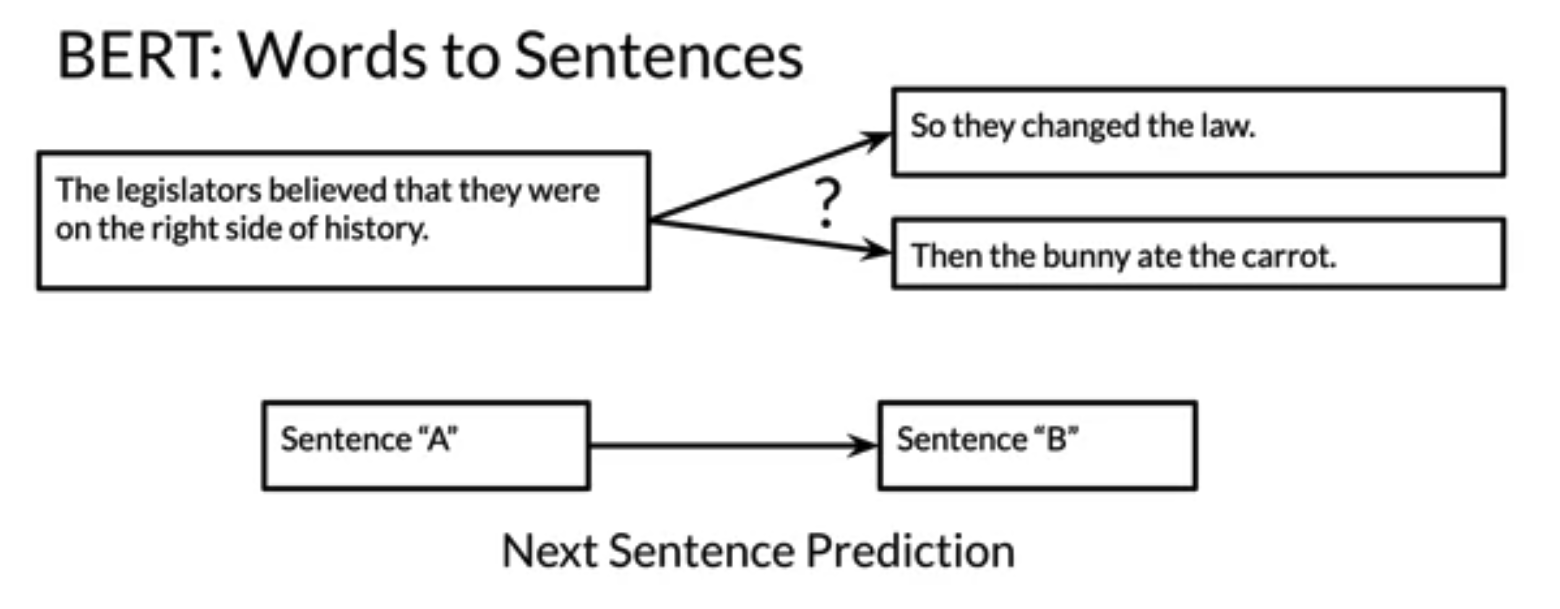 BERT: Words to Sentences
The legislators believed that they were
on the right side of history.
?
So they changed the law.
Then the bunny ate the carrot.
Sentence “A”
Sentence “B”
Next Sentence Prediction